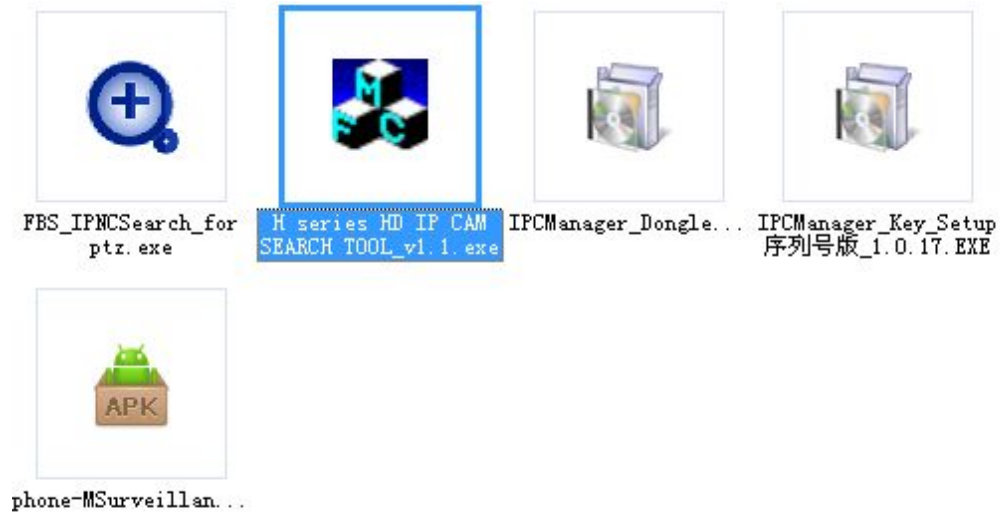 M
F C
FBS_IPNCSearch_for
ptz.exe
H series HD IP CAM
SEARCH TOOL_v1.1.exe
IPCManager_Dongle...
IPCManager_Key_Setup
序列号版_1.0.17.EXE
APK
phone-MSurveillan...